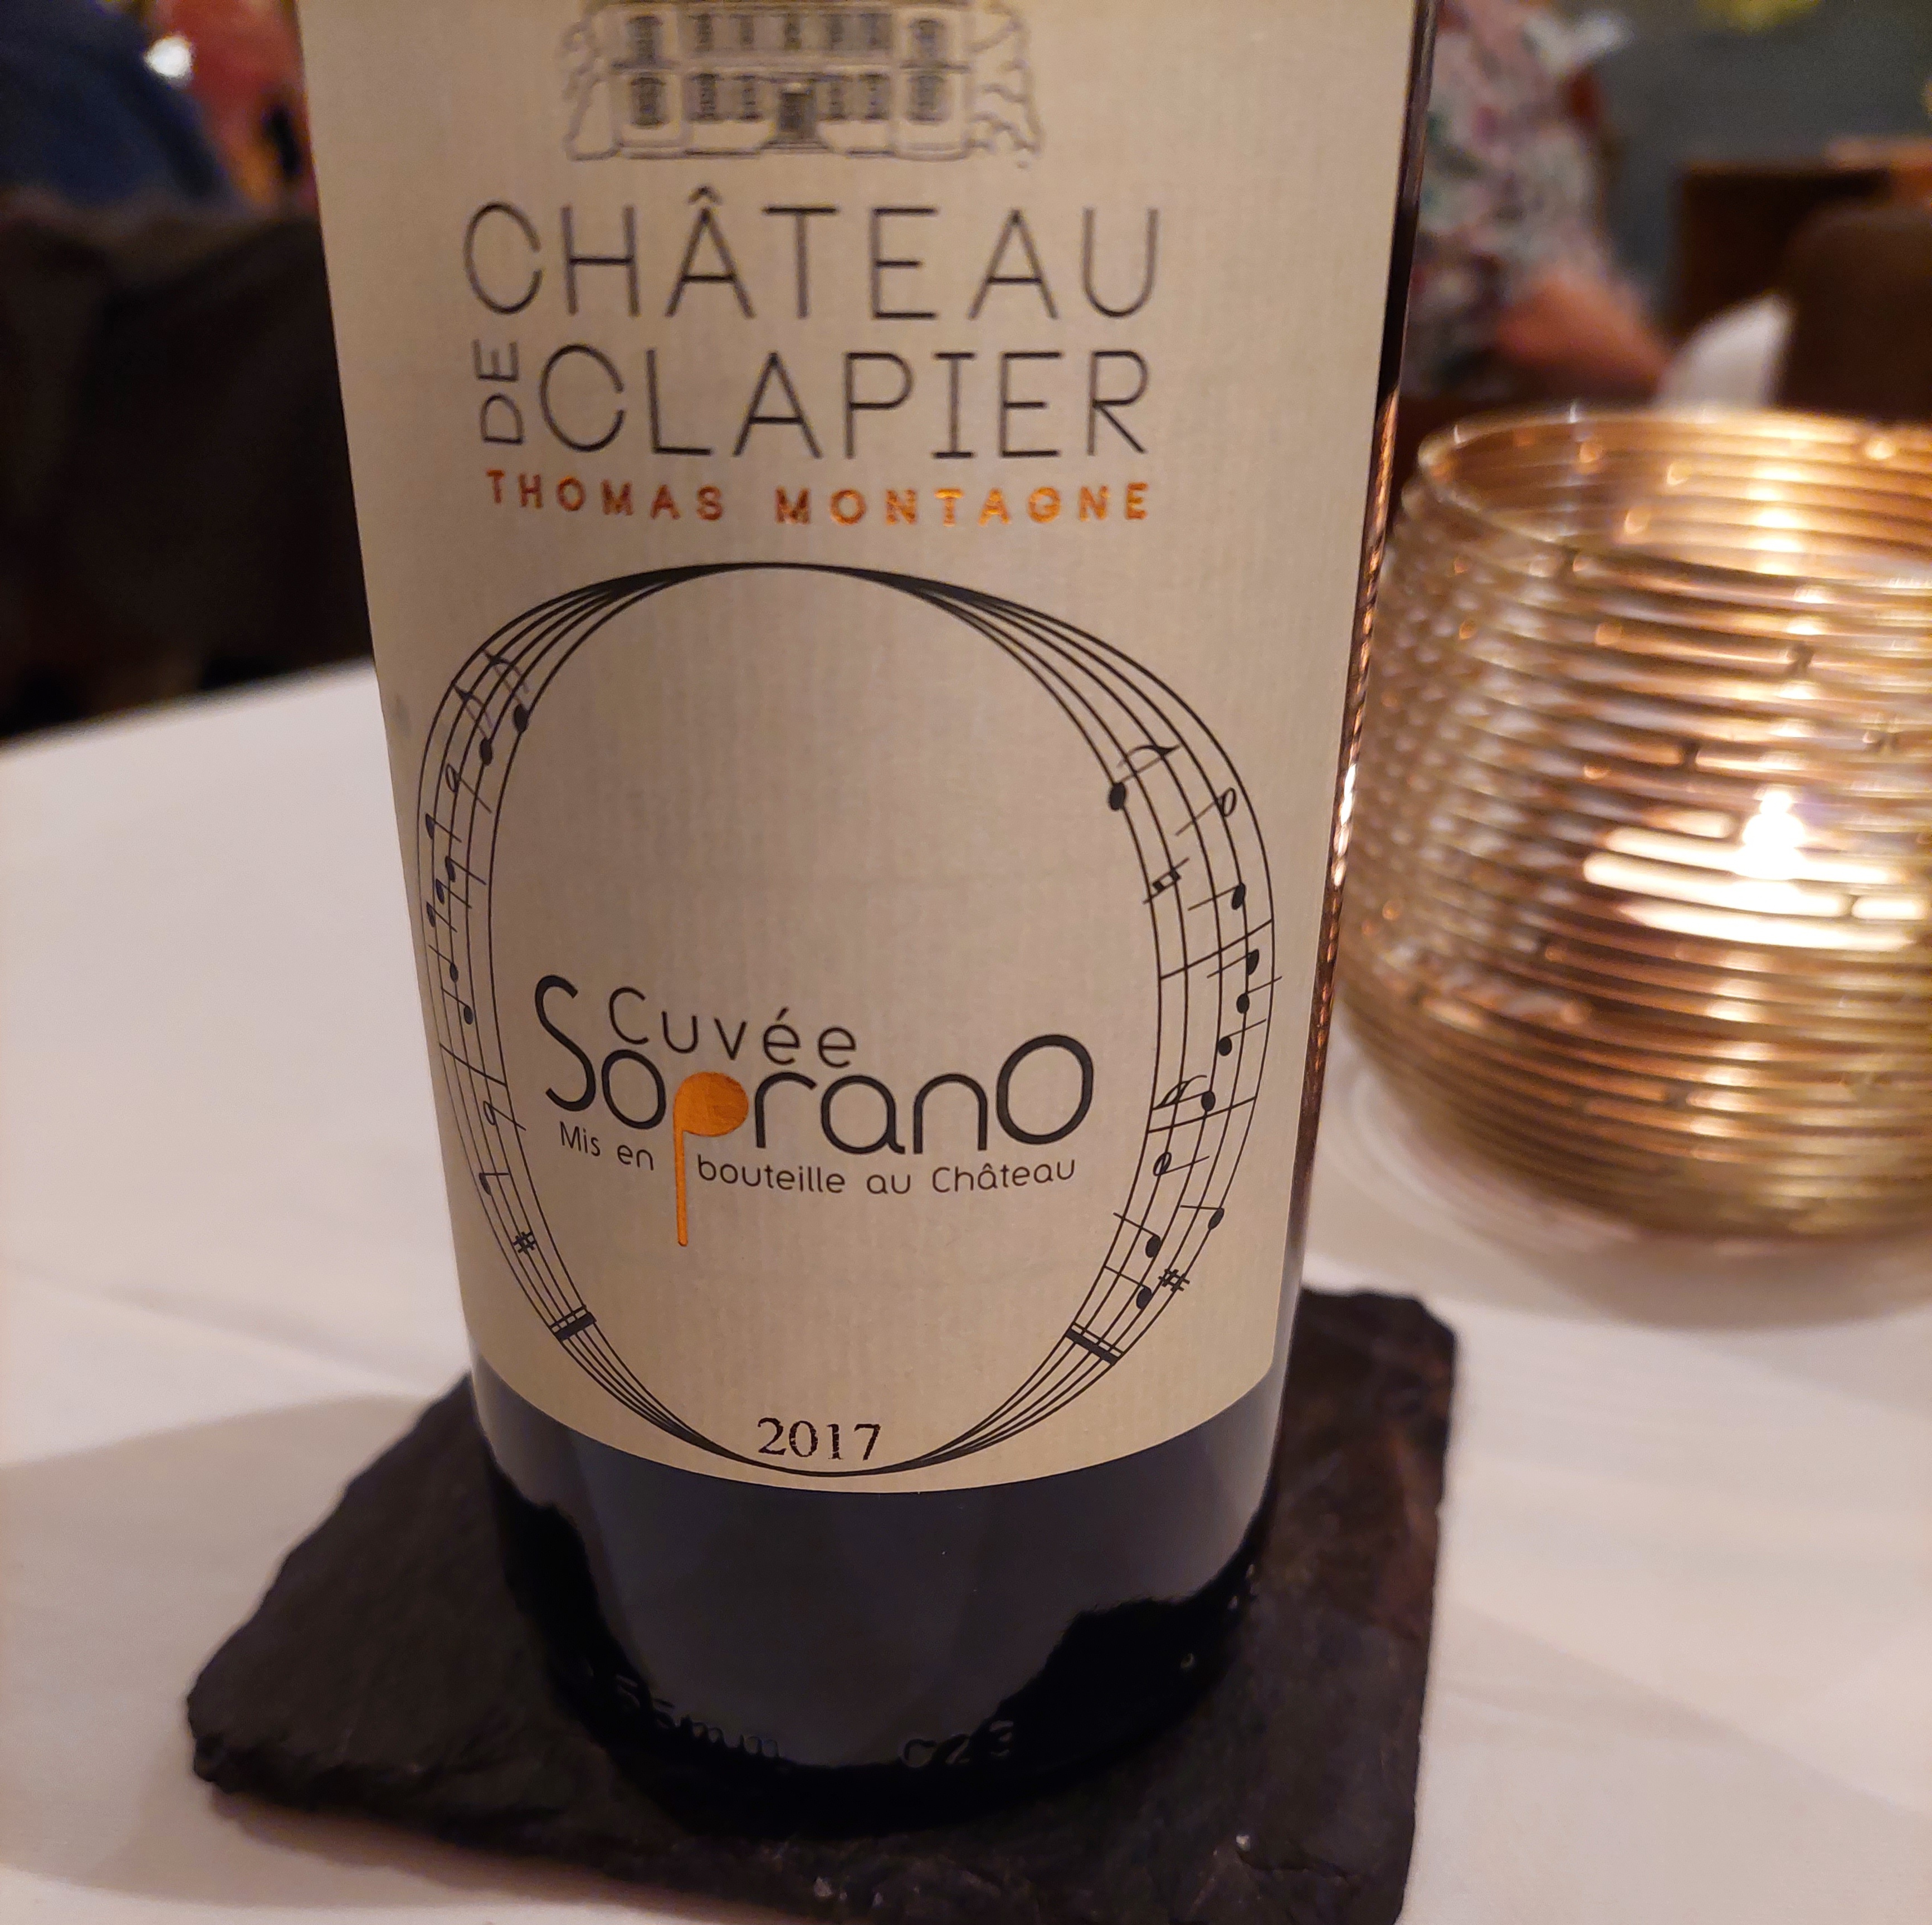 CHÂTEAU
DE CLAPIER
THOMAS MONTAGNE
Cuvée
SopranO
Mis en bouteille au Château
2017